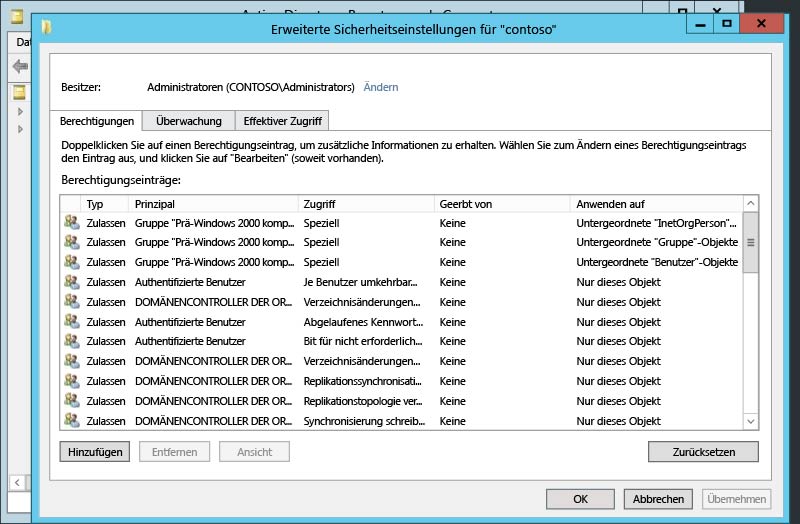 Erweiterte Sicherheitseinstellungen für "contoso"
Dat
Besitzer: Administratoren (CONTOSO\Administrators) Ändern
Berechtigungen Überwachung Effektiver Zugriff
Doppelklicken Sie auf einen Berechtigungseintrag, um zusätzliche Informationen zu erhalten. Wählen Sie zum Ändern eines Berechtigungseintrags
den Eintrag aus, und klicken Sie auf "Bearbeiten" (soweit vorhanden).
Berechtigungseinträge:
Typ Prinzipal Zugriff Geerbt von Anwenden auf
Zulassen Gruppe "Prä-Windows 2000 komp... Speziell Keine Untergeordnete "InetOrgPerson"...
Zulassen Gruppe "Prä-Windows 2000 komp... Speziell Keine Untergeordnete "Gruppe"-Objekte
Zulassen Gruppe "Prä-Windows 2000 komp... Speziell Keine Untergeordnete "Benutzer"-Objekte
Zulassen Authentifizierte Benutzer Je Benutzer umkehrbar... Keine Nur dieses Objekt
Zulassen DOMÄNENCONTROLLER DER OR... Verzeichnisänderungen... Keine Nur dieses Objekt
Zulassen Authentifizierte Benutzer Abgelaufenes Kennwort... Keine Nur dieses Objekt
Zulassen Authentifizierte Benutzer Bit für nicht erforderlich... Keine Nur dieses Objekt
Zulassen DOMÄNENCONTROLLER DER OR... Verzeichnisänderungen... Keine Nur dieses Objekt
Zulassen DOMÄNENCONTROLLER DER OR... Replikationssynchronisati... Keine Nur dieses Objekt
Zulassen DOMÄNENCONTROLLER DER OR... Replikationstopologie ver... Keine Nur dieses Objekt
Zulassen DOMÄNENCONTROLLER DER OR... Synchronisierung schreib... Keine Nur dieses Objekt
Hinzufügen Entfernen Ansicht Zurücksetzen
OK Abbrechen Übernehmen